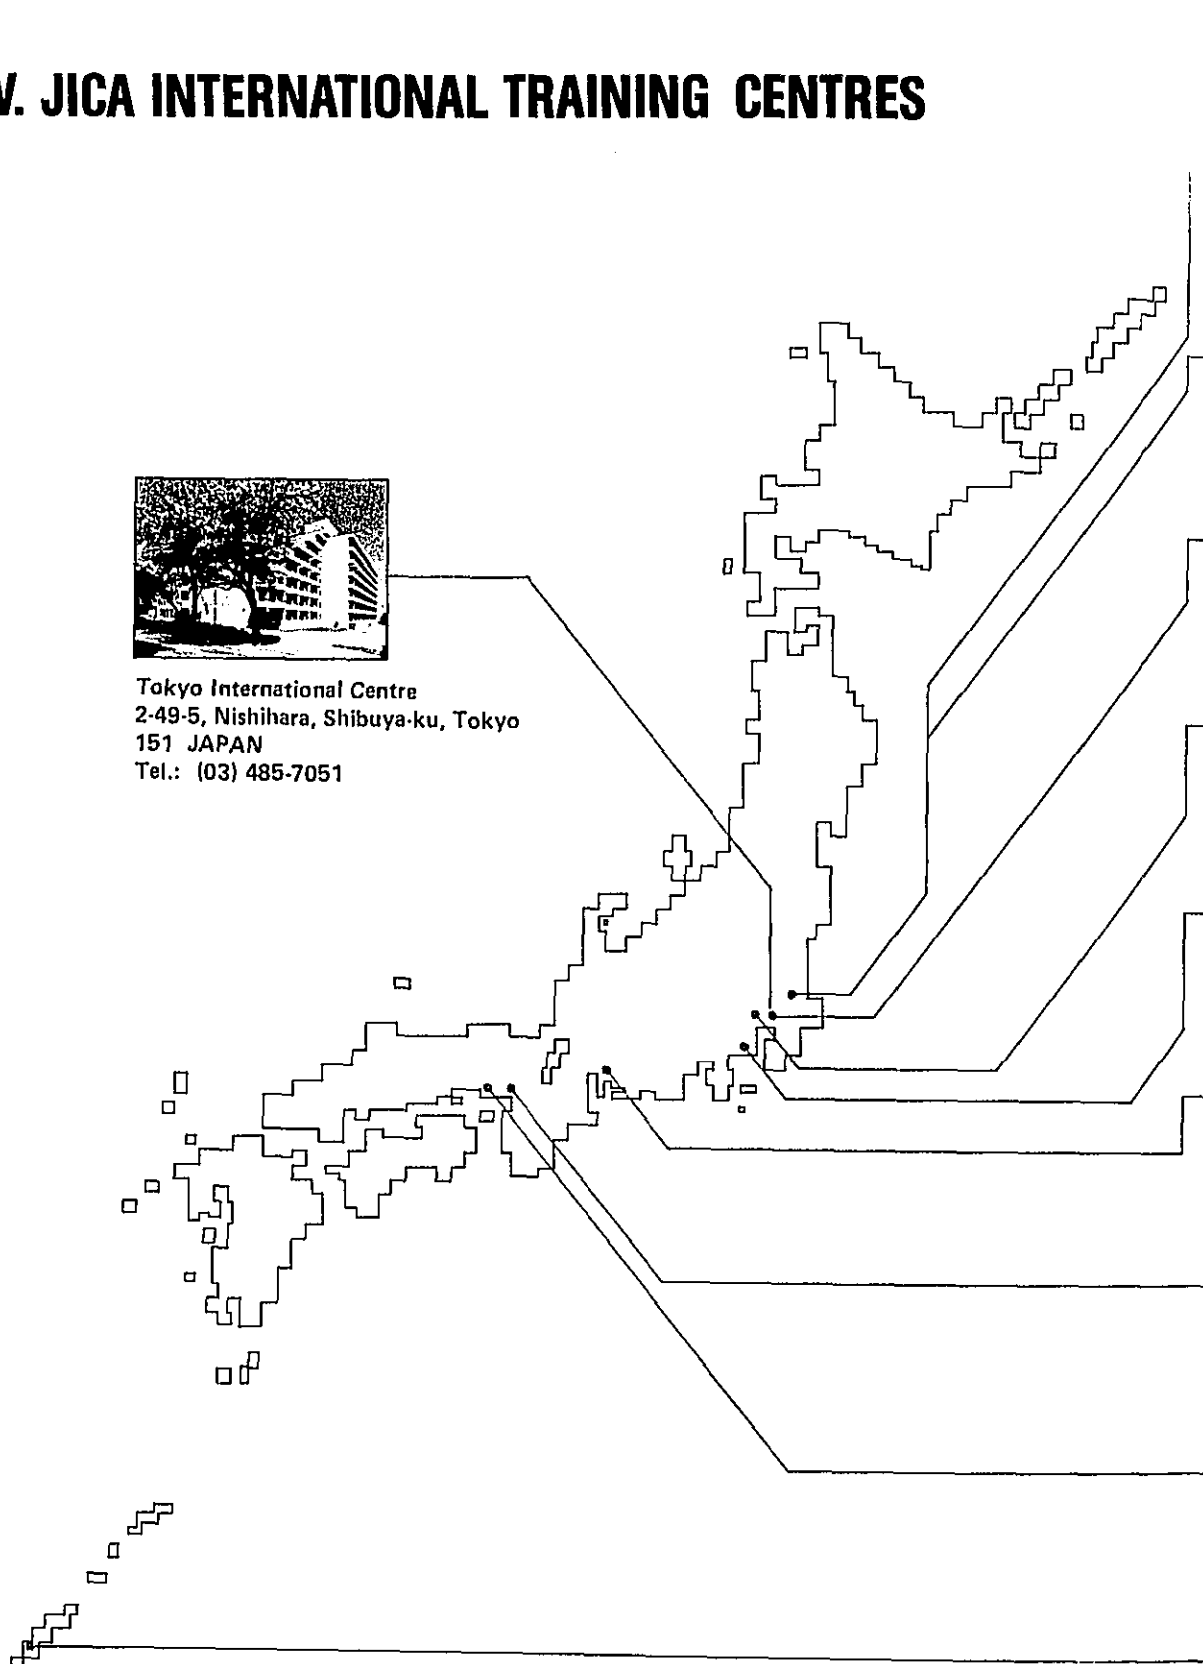 V. JICA INTERNATIONAL TRAINING CENTRES
Tokyo International Centre
2-49-5, Nishihara, Shibuya-ku, Tokyo
151 JAPAN
Tel.: (03) 485-7051